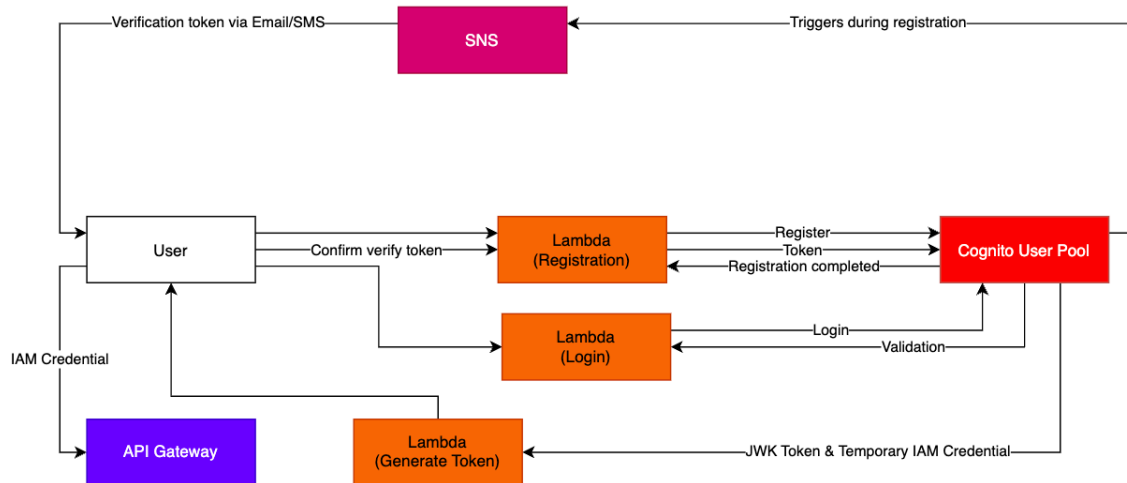 Verification token via Email/SMS
SNS
Triggers during registration
User
Confirm verify token
Lambda
(Registration)
Register
Token
Registration completed
Cognito User Pool
Lambda
(Login)
Login
Validation
IAM Credential
API Gateway
Lambda
(Generate Token)
JWK Token & Temporary IAM Credential